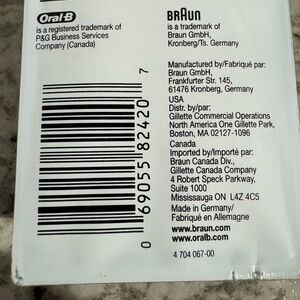 Oral-B
is a registered trademark of
P&G Business Services
Company (Canada)
BRAUN
is a trademark of
Braun GmbH,
Kronberg/Ts. Germany
Manufactured by/Fabriqué par:
Braun GmbH,
Frankfurter Str. 145,
61476 Kronberg, Germany
USA
Distr. by/par:
Gillette Commercial Operations
North America One Gillette Park,
Boston, MA 02127-1096
Canada
Imported by/Importé par:
Braun Canada Div.,
Gillette Canada Company
4 Robert Speck Parkway,
Suite 1000
Mississauga ON L4Z 4C5
Made in Germany/
Fabriqué en Allemagne
www.braun.com
www.oralb.com
4 704 067-00
0 69055 82420 7